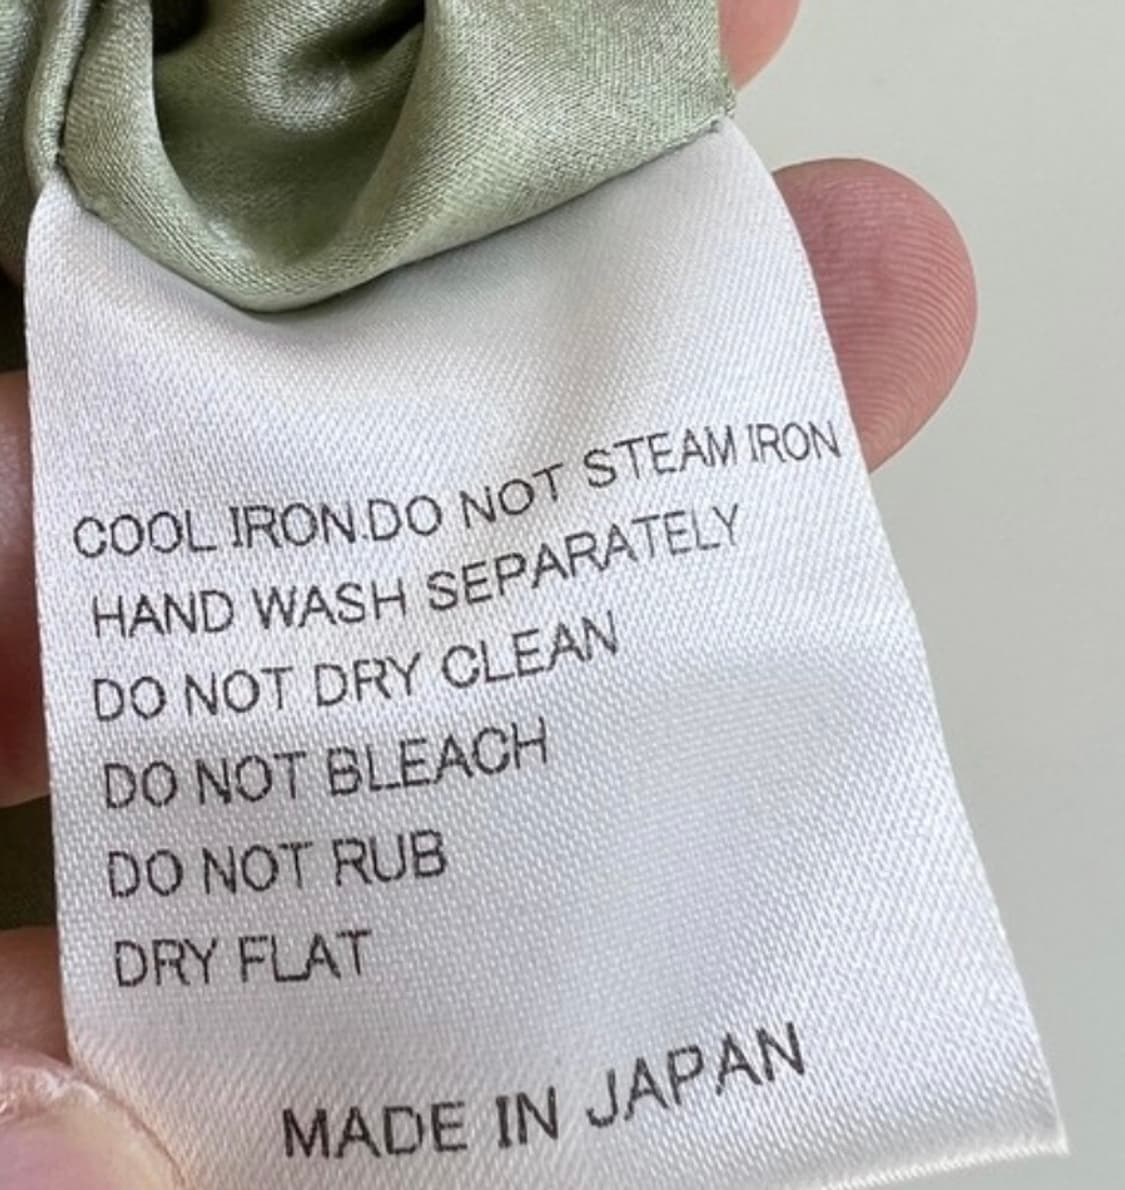 COOL IRON.DO NOT STEAM IRON
HAND WASH SEPARATELY
DO NOT DRY CLEAN
DO NOT BLEACH
DO NOT RUB
DRY FLAT
MADE IN JAPAN